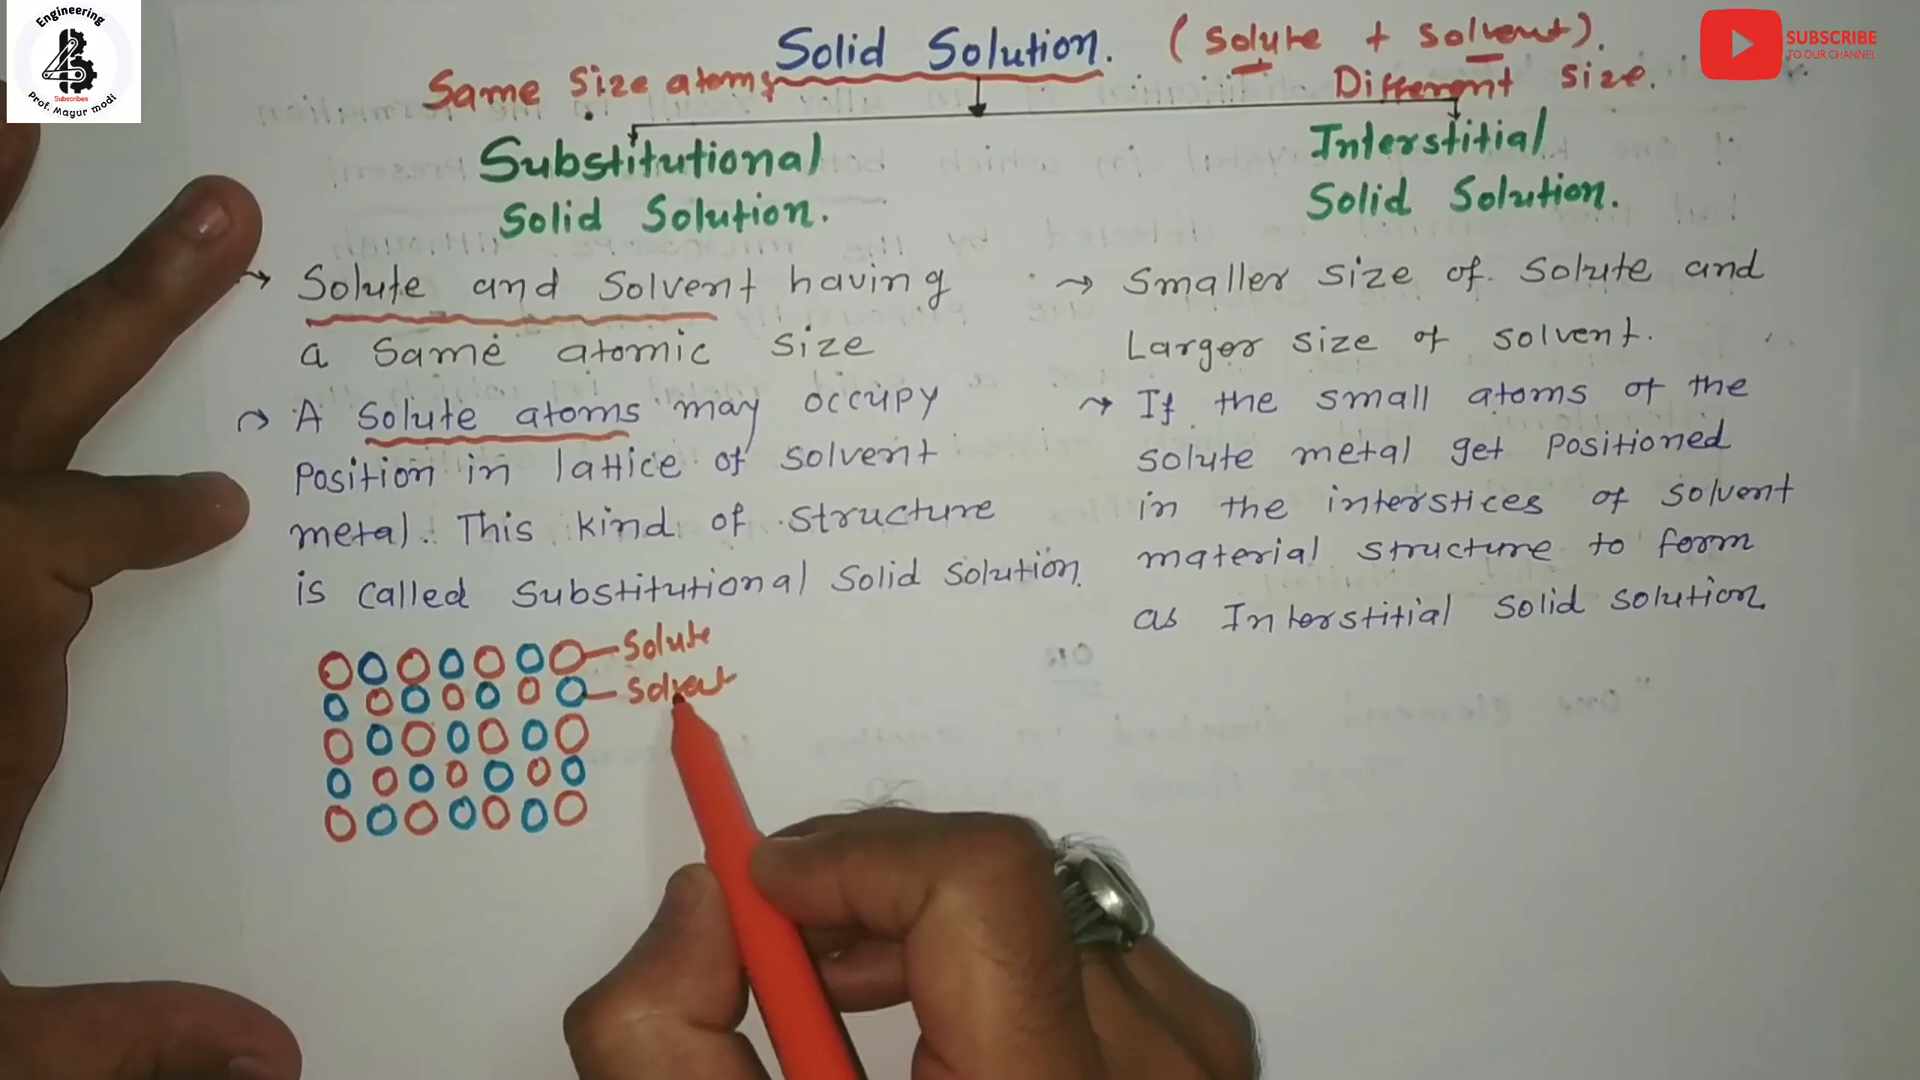 Engineering
Subscribes
Prof. Mayur modi
Solid Solution. (Solute + Solvent).
SUBSCRIBE
TO OUR CHANNEL
Same Size atoms
Different Size.
Substitutional
Solid Solution.
Interstitial
Solid Solution.
→ Solute and Solvent having
a Same atomic size
→ A Solute atoms may occupy
Position in lattice of solvent
metal. This kind of structure
is called Substitutional Solid Solution.
Solute
Solvent
→ Smaller size of solute and
Larger size of solvent.
→ If the small atoms of the
solute metal get positioned
in the interstices of solvent
material structure to form
as Interstitial Solid solution.